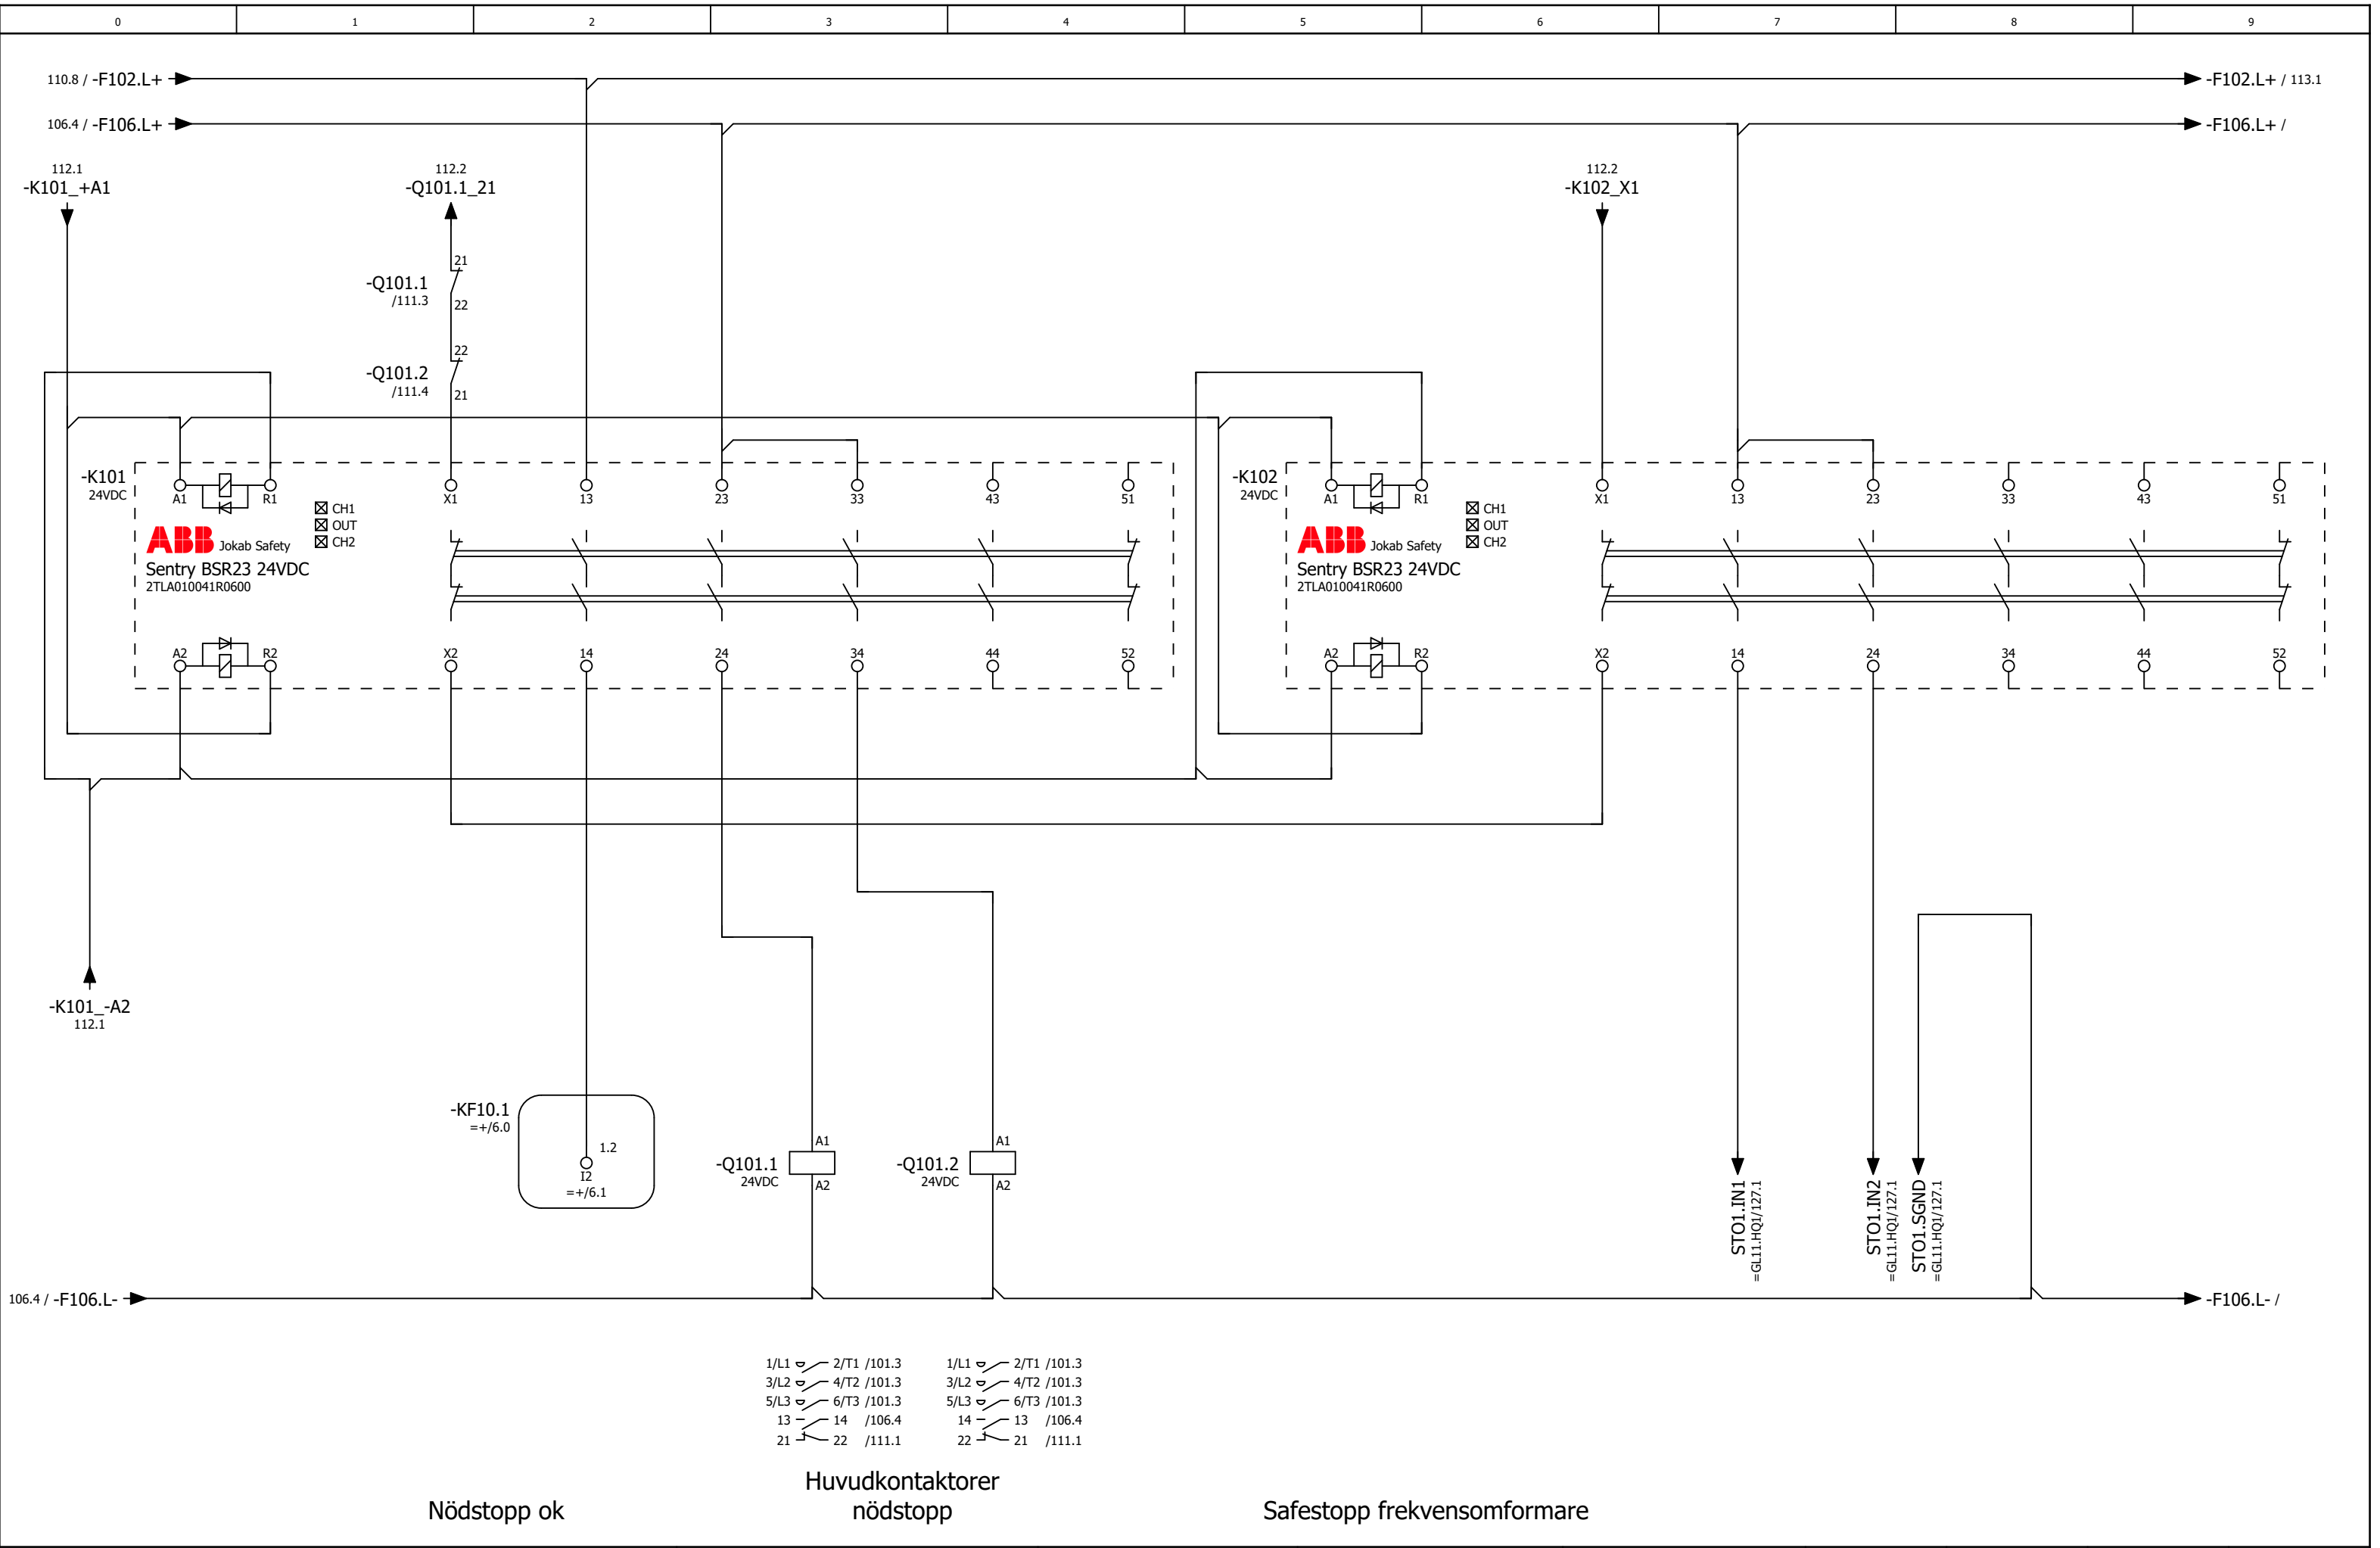 0 1 2 3 4 5 6 7 8 9
110.8 / -F102.L+
-F102.L+ / 113.1
106.4 / -F106.L+
-F106.L+ /
112.1
-K101_+A1
112.2
-Q101.1_21
112.2
-K102_X1
21
-Q101.1
/111.3
22
22
-Q101.2
/111.4
21
-K101
24VDC
A1 R1 X1 13 23 33 43 51
CH1
OUT
CH2
ABB Jokab Safety
Sentry BSR23 24VDC
2TLA010041R0600
A2 R2 X2 14 24 34 44 52
-K102
24VDC
A1 R1 X1 13 23 33 43 51
CH1
OUT
CH2
ABB Jokab Safety
Sentry BSR23 24VDC
2TLA010041R0600
A2 R2 X2 14 24 34 44 52
-K101_-A2
112.1
-KF10.1
=+/6.0
1.2
I2
=+/6.1
A1
-Q101.1
24VDC
A2
A1
-Q101.2
24VDC
A2
STO1.IN1
=GL11.HQ1/127.1
STO1.IN2
=GL11.HQ1/127.1
STO1.SGND
=GL11.HQ1/127.1
106.4 / -F106.L-
-F106.L- /
1/L1 2/T1 /101.3
3/L2 4/T2 /101.3
5/L3 6/T3 /101.3
13 14 /106.4
21 22 /111.1
1/L1 2/T1 /101.3
3/L2 4/T2 /101.3
5/L3 6/T3 /101.3
14 13 /106.4
22 21 /111.1
Nödstopp ok
Huvudkontaktorer
nödstopp
Safestopp frekvensomformare